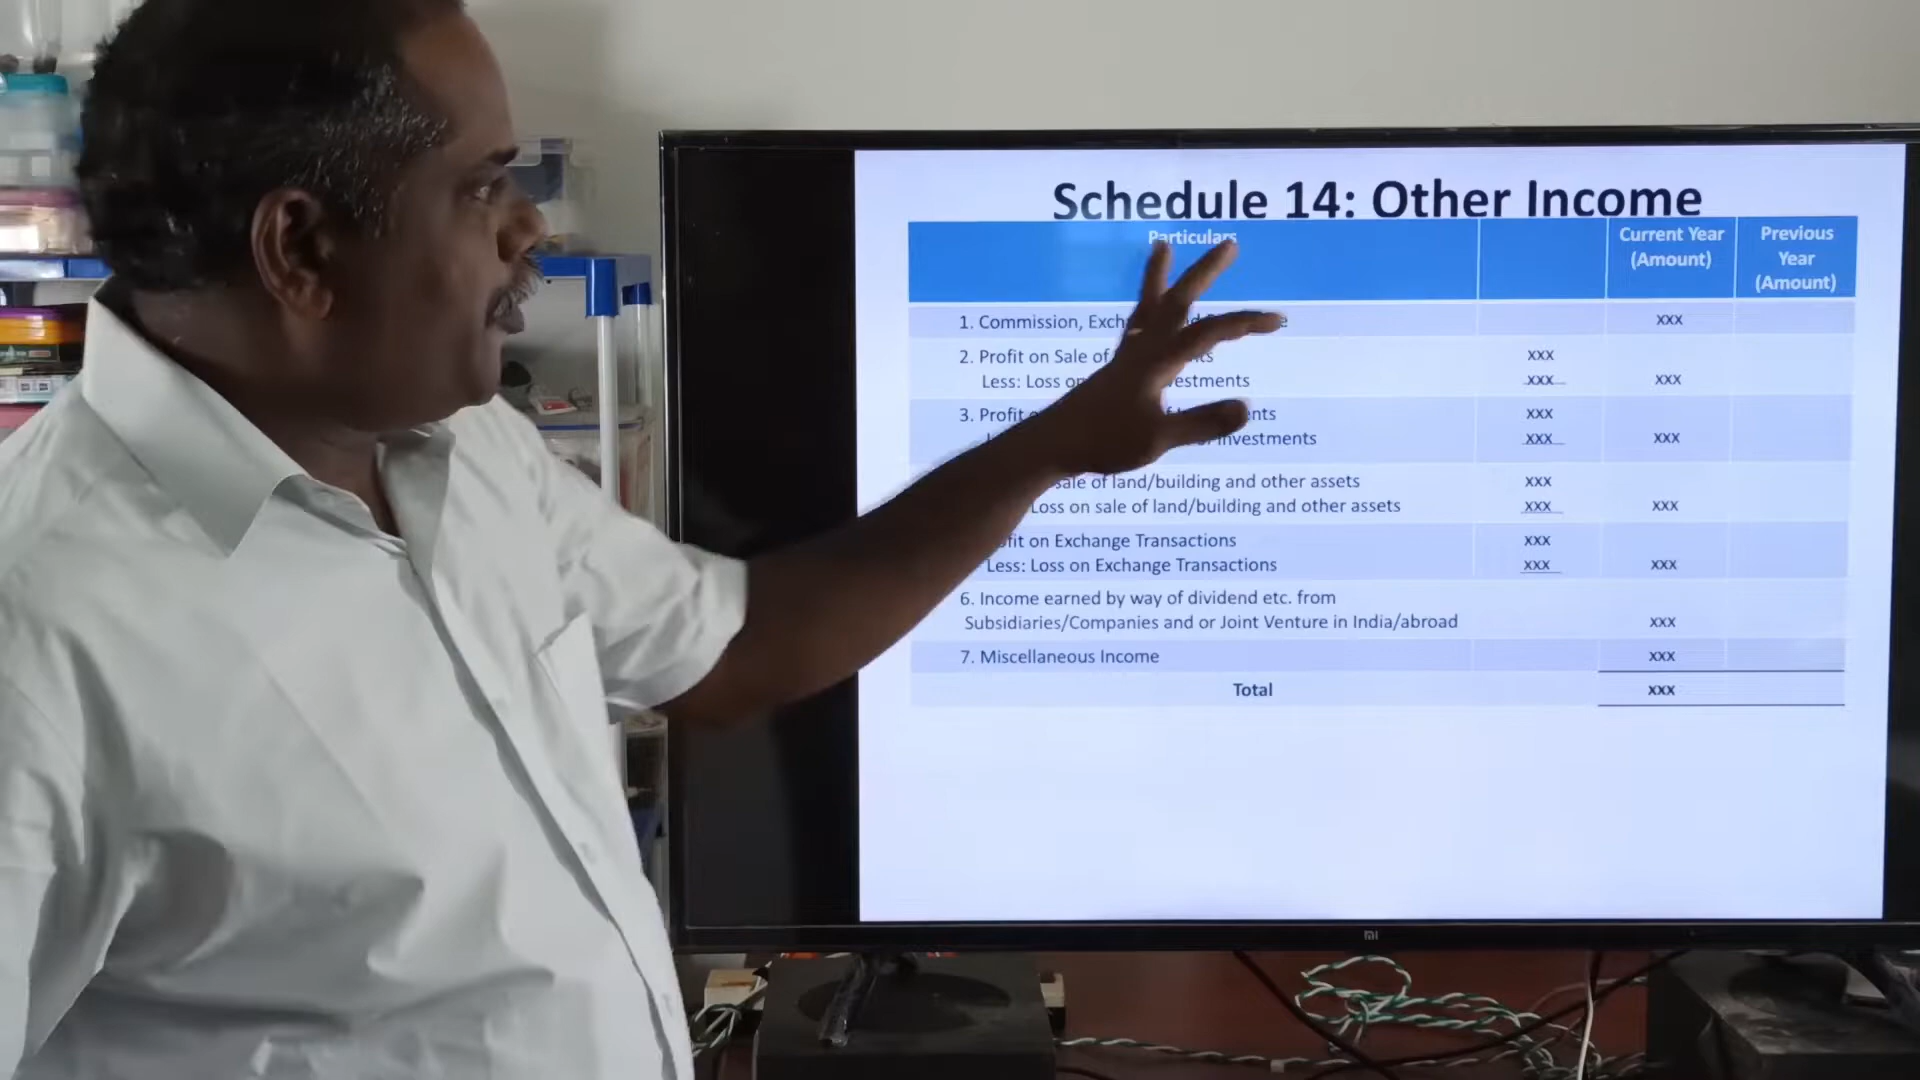 Schedule 14: Other Income
Particulars
Current Year
(Amount)
Previous
Year
(Amount)
1. Commission,
xxx
2. Profit on Sale of
xxx
Less: Loss on
xxx
xxx
3. Profit
xxx
Investments
xxx
xxx
sale of land/building and other assets
xxx
Loss on sale of land/building and other assets
xxx
xxx
on Exchange Transactions
xxx
Less: Loss on Exchange Transactions
xxx
xxx
6. Income earned by way of dividend etc. from
Subsidiaries/Companies and or Joint Venture in India/abroad
xxx
7. Miscellaneous Income
xxx
Total
xxx
mi